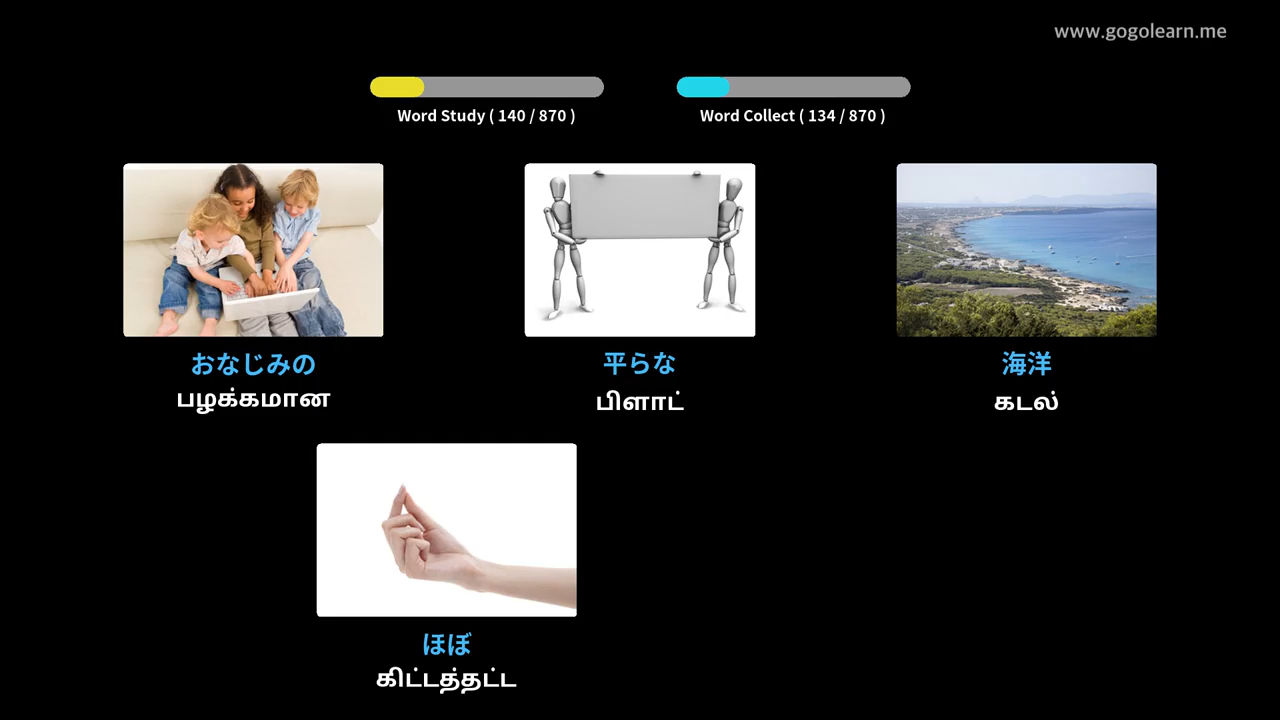 www.gogolearn.me
Word Study ( 140 / 870 )
Word Collect ( 134 / 870 )
おなじみの
பழக்கமான
平らな
பிளாட்
海洋
கடல்
ほぼ
கிட்டத்தட்ட